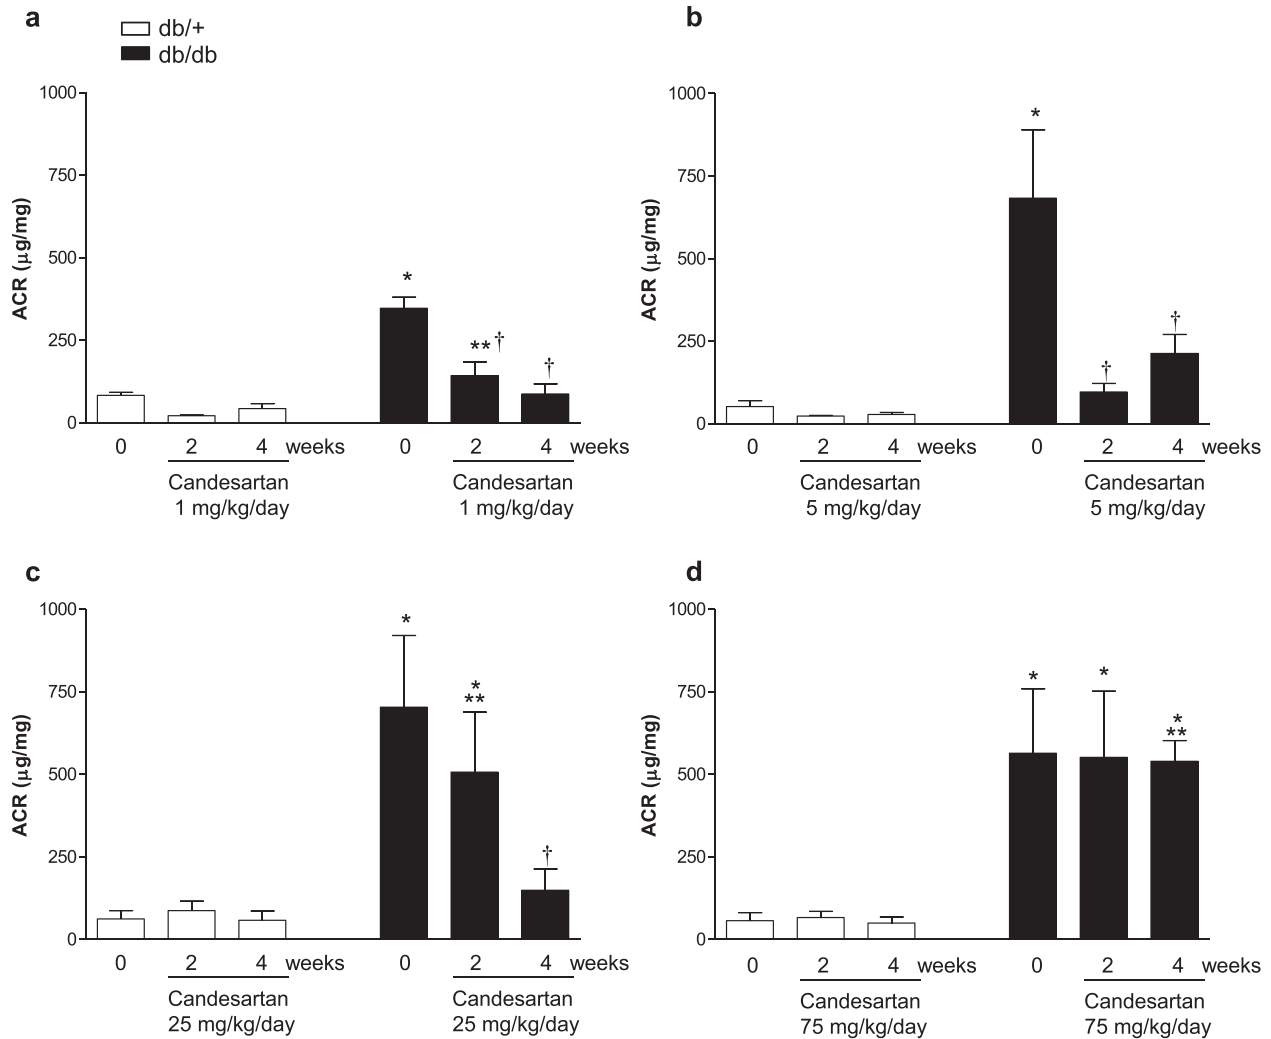 a
db/+
db/db
1000
750
500
250
0
ACR (µg/mg)
*
** †
†
0 2 4 weeks 0 2 4 weeks
Candesartan Candesartan
1 mg/kg/day 1 mg/kg/day
b
1000
750
500
250
0
ACR (µg/mg)
*
†
†
0 2 4 weeks 0 2 4 weeks
Candesartan Candesartan
5 mg/kg/day 5 mg/kg/day
c
1000
750
500
250
0
ACR (µg/mg)
*
*
**
†
0 2 4 weeks 0 2 4 weeks
Candesartan Candesartan
25 mg/kg/day 25 mg/kg/day
d
1000
750
500
250
0
ACR (µg/mg)
*
*
*
**
0 2 4 weeks 0 2 4 weeks
Candesartan Candesartan
75 mg/kg/day 75 mg/kg/day